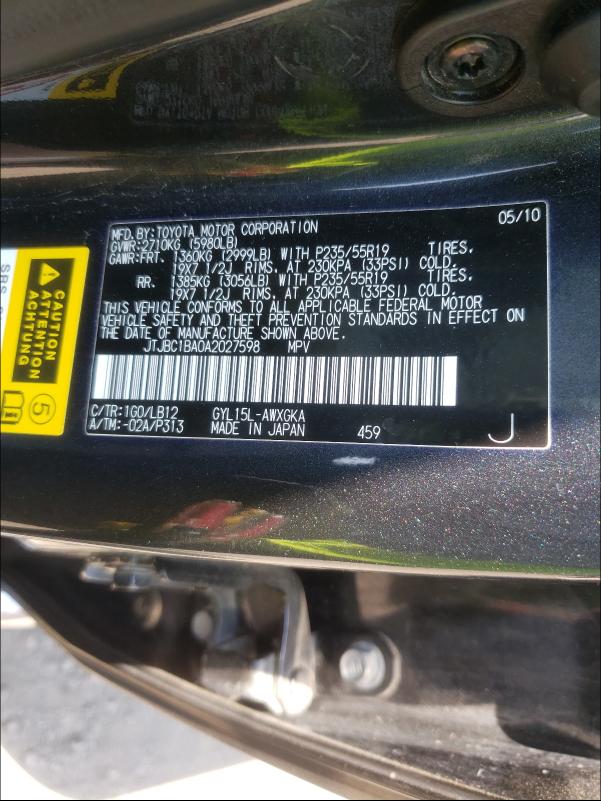 05/10
MFD.BY:TOYOTA MOTOR CORPORATION
GVWR:2710KG (5980LB)
GAWR:FRT. 1360KG (2999LB) WITH P235/55R19 TIRES,
19X7 1/2J RIMS, AT 230KPA (33PSI) COLD,
RR. 1385KG (3056LB) WITH P235/55R19 TIRES,
19X7 1/2J RIMS, AT 230KPA (33PSI) COLD,
THIS VEHICLE CONFORMS TO ALL APPLICABLE FEDERAL MOTOR
VEHICLE SAFETY AND THEFT PREVENTION STANDARDS IN EFFECT ON
THE DATE OF MANUFACTURE SHOWN ABOVE.
JTJBC1BA0A2027598 MPV
C/TR:1G0/LB12 GYL15L-AWXGKA
A/TM:-02A/P313 MADE IN JAPAN 459 J
CAUTION
ATTENTION
ACHTUNG
5
SRS